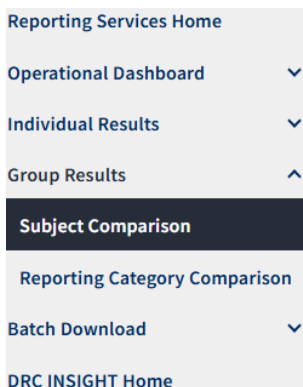 Reporting Services Home
Operational Dashboard
Individual Results
Group Results
Subject Comparison
Reporting Category Comparison
Batch Download
DRC INSIGHT Home